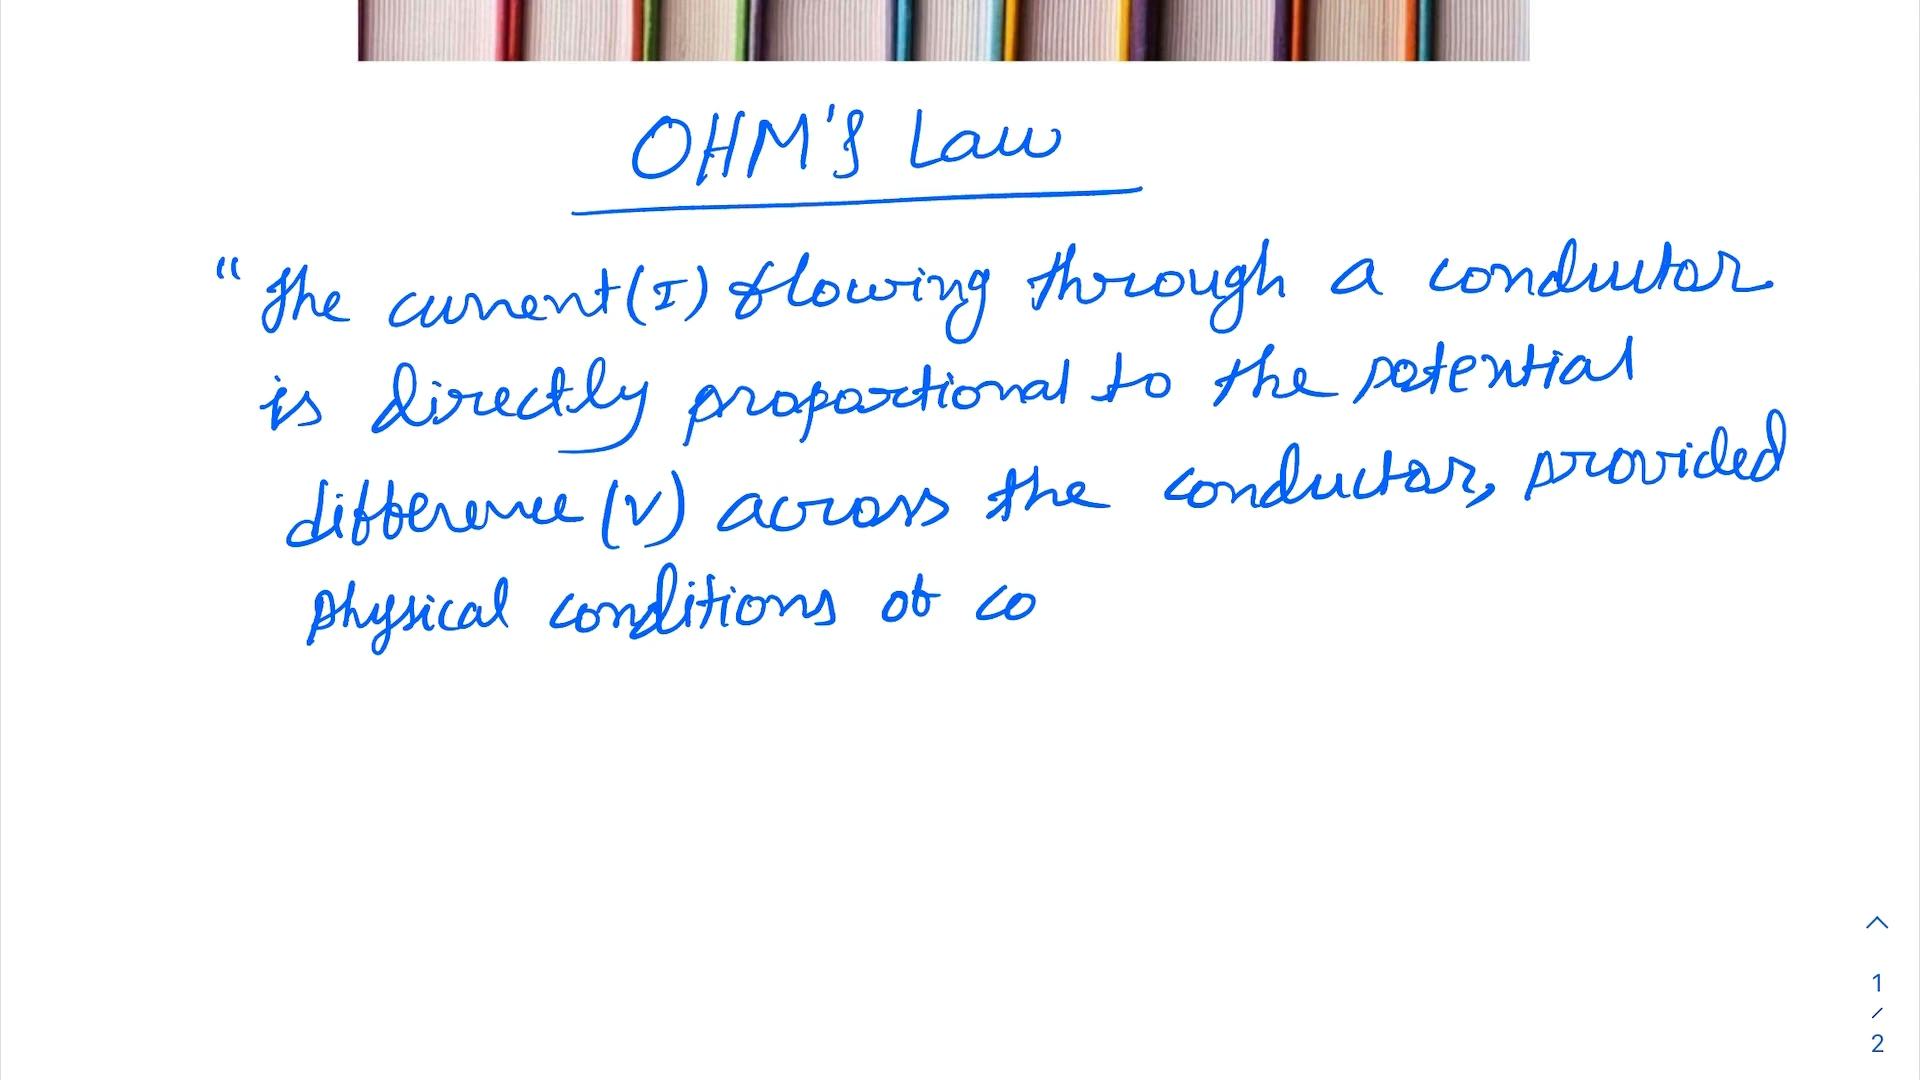 OHM'S Law
"The current (I) flowing through a conductor
is directly proportional to the potential
difference (V) across the conductor, provided
physical conditions of co
1
/
2